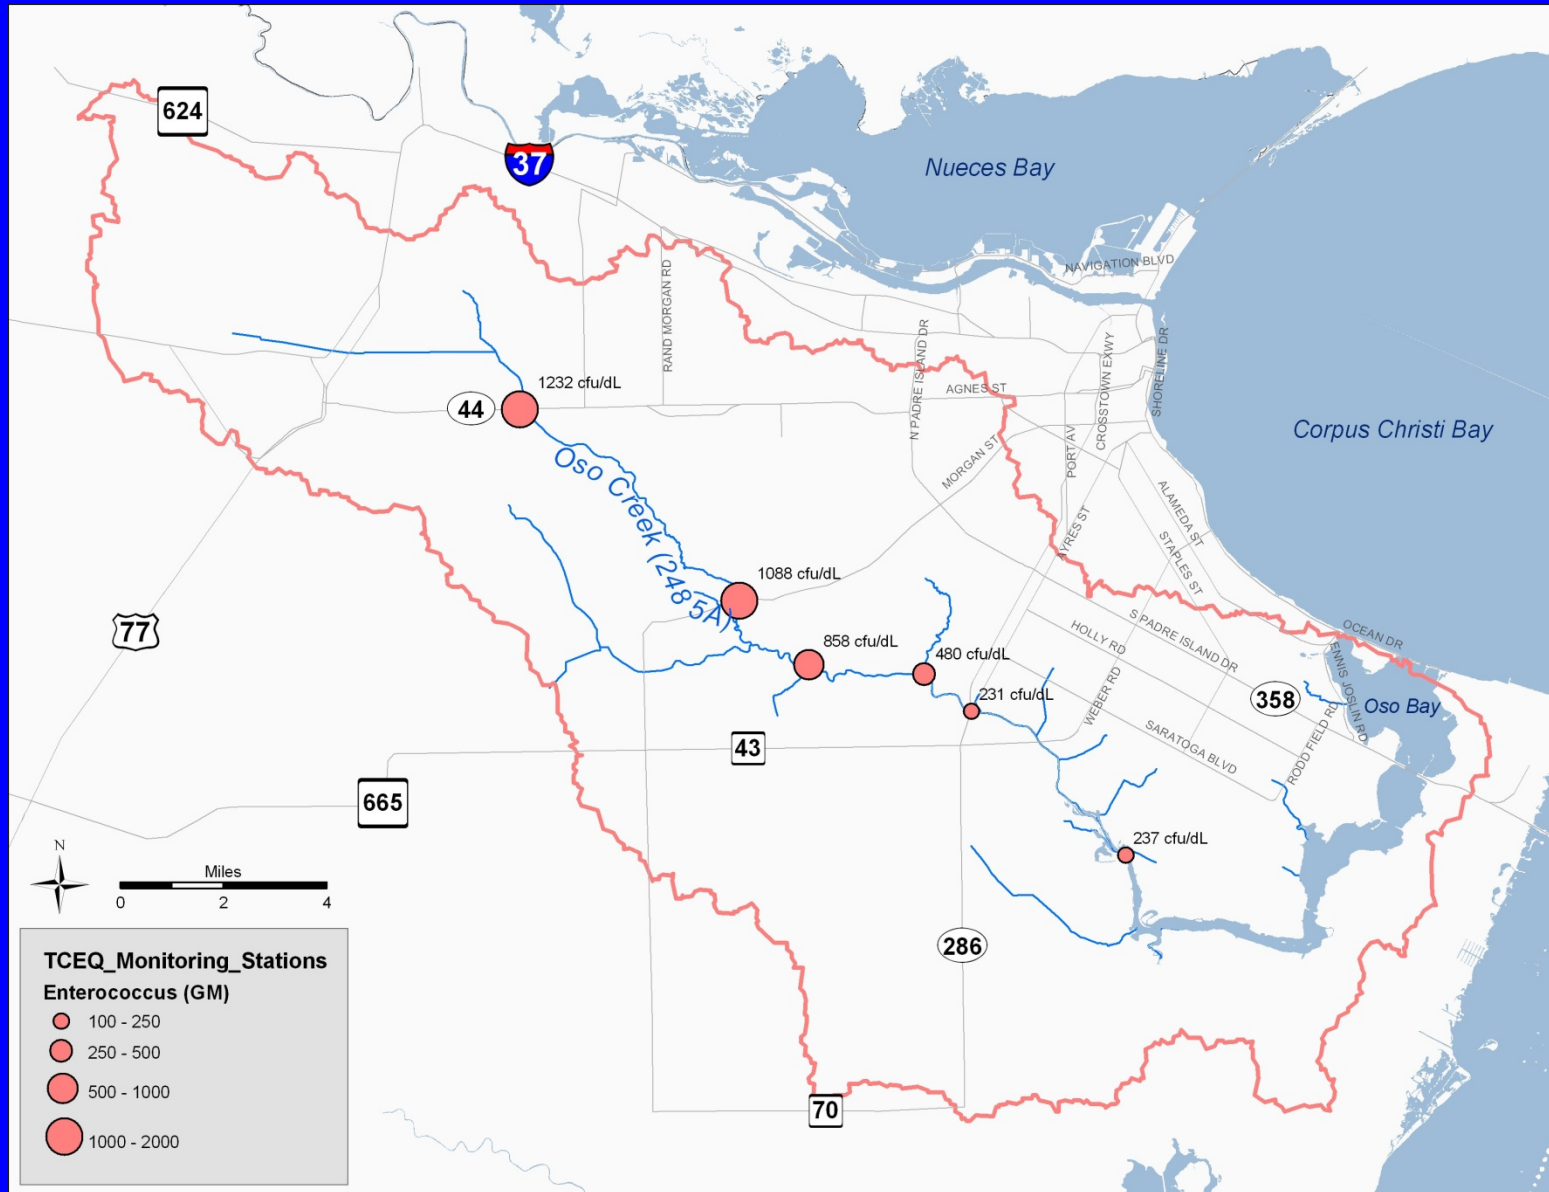 624
37
Nueces Bay
NAVIGATION BLVD
RAND MORGAN RD
N PADRE ISLAND DR
CROSSTOWN EXWY
SHORELINE DR
1232 cfu/dL
44
AGNES ST
Corpus Christi Bay
MORGAN ST
PORT AV
Oso Creek (2485A)
ALAMEDA ST
AYRES ST
STAPLES ST
1088 cfu/dL
77
858 cfu/dL
480 cfu/dL
HOLLY RD
S PADRE ISLAND DR
OCEAN DR
ENNIS JOSLIN RD
231 cfu/dL
WEBER RD
358
Oso Bay
RODD FIELD RD
SARATOGA BLVD
43
665
237 cfu/dL
N
Miles
0 2 4
286
TCEQ_Monitoring_Stations
Enterococcus (GM)
100 - 250
250 - 500
500 - 1000
1000 - 2000
70